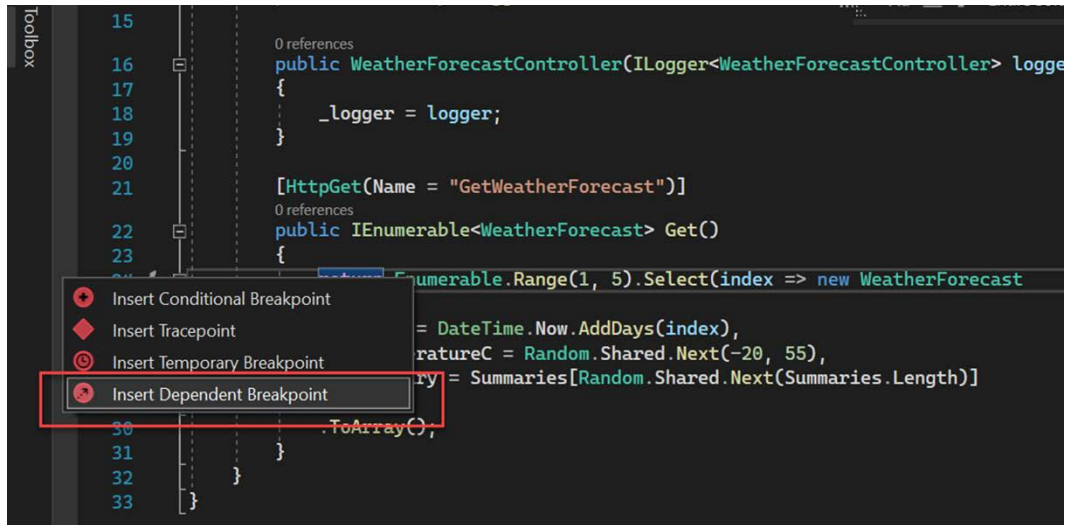 Toolbox
15
0 references
16 public WeatherForecastController(ILogger<WeatherForecastController> logge
17 {
18 _logger = logger;
19 }
20
21 [HttpGet(Name = "GetWeatherForecast")]
0 references
22 public IEnumerable<WeatherForecast> Get()
23 {
return Enumerable.Range(1, 5).Select(index => new WeatherForecast
Insert Conditional Breakpoint
Insert Tracepoint
= DateTime.Now.AddDays(index),
Insert Temporary Breakpoint
ratureC = Random.Shared.Next(-20, 55),
ry = Summaries[Random.Shared.Next(Summaries.Length)]
Insert Dependent Breakpoint
30 .ToArray();
31 }
32 }
33 }